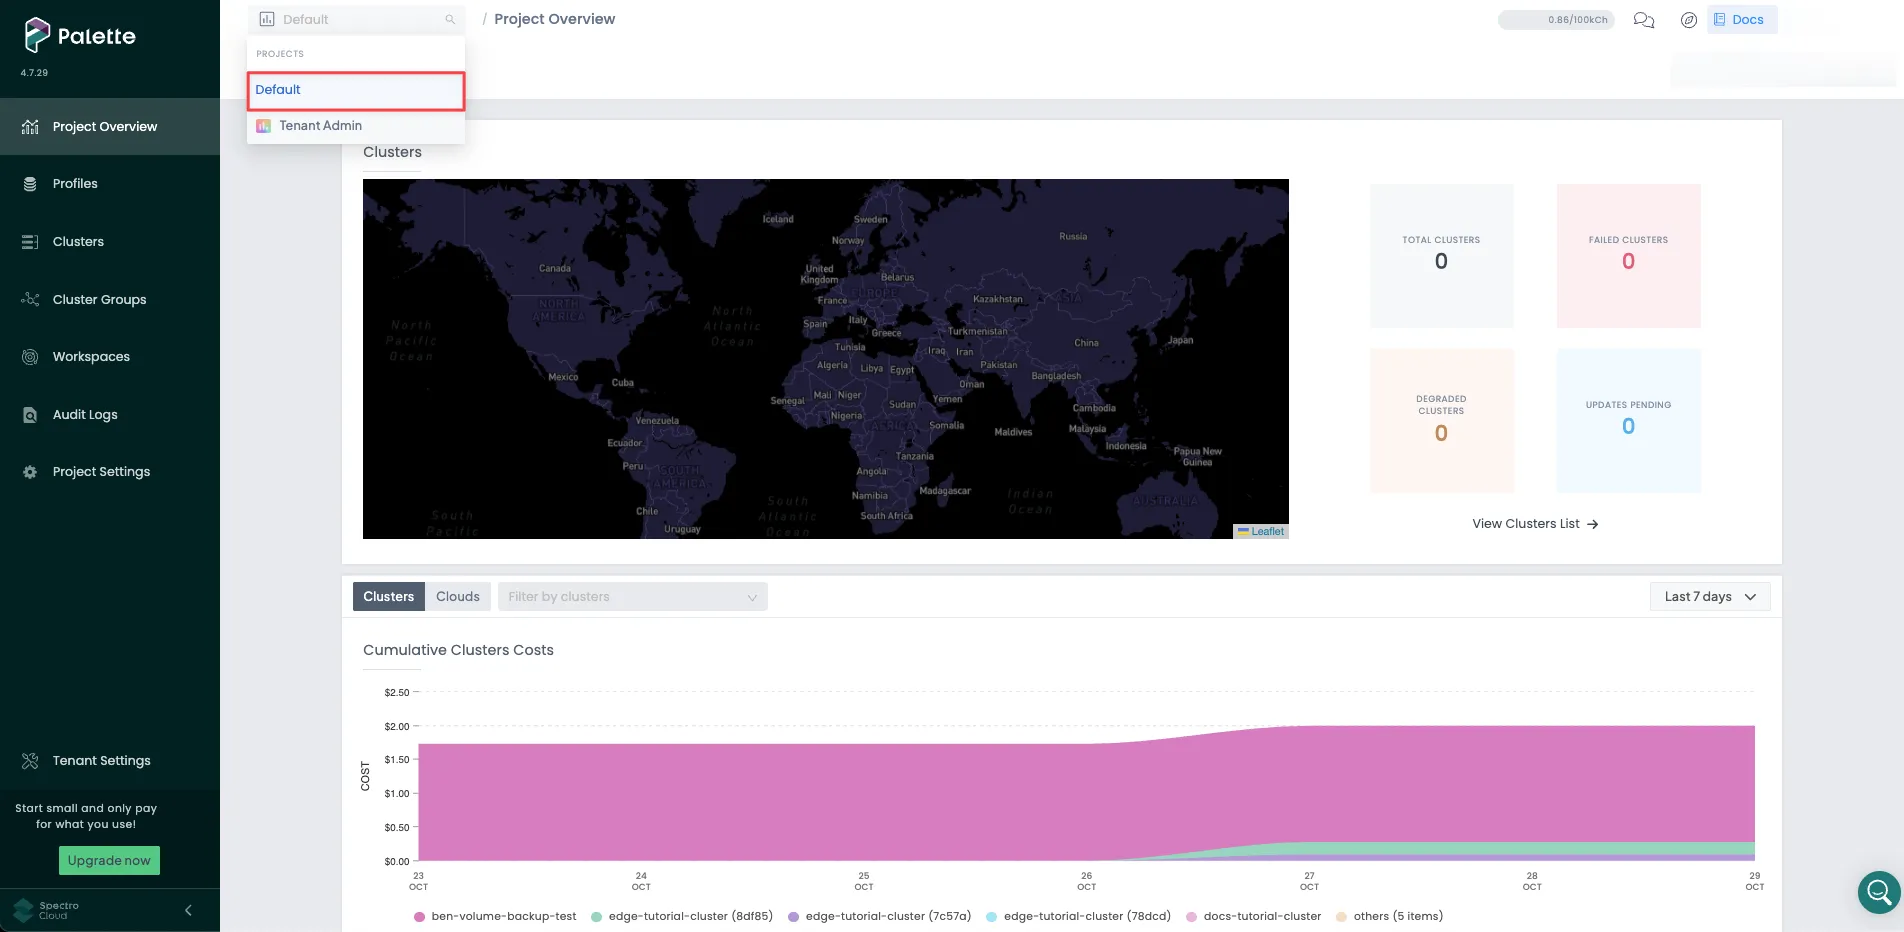 Palette
4.7.29
Project Overview
Profiles
Clusters
Cluster Groups
Workspaces
Audit Logs
Project Settings
Tenant Settings
Start small and only pay
for what you use!
Upgrade now
Spectro
Cloud
Default
/ Project Overview
0.86/100kCh
Docs
PROJECTS
Default
Tenant Admin
Clusters
Iceland
Sweden
Russia
Norway
Canada
United
Kingdom
Belarus
EUROPE
NORTH
AMERICA
France
Kazakhstan
ASIA
North
Pacific
Ocean
North
Atlantic
Ocean
Spain
Italy
Greece
Turkmenistan
Tunisia
Iraq
Iran
China
Japan
Algeria
Libya
Egypt
Pakistan
Mexico
Cuba
Oman
Bangladesh
Senegal
Mali
Niger
Sudan
Yemen
Cambodia
Venezuela
Nigeria
AFRICA
Somalia
Maldives
Malaysia
Ecuador
Indonesia
Papua New
Guinea
Tanzania
Peru
SOUTH
AMERICA
Angola
Namibia
Madagascar
Indian
Ocean
AUSTRALIA
Chile
South
Atlantic
Ocean
South Africa
South
Pacific
Uruguay
Leaflet
TOTAL CLUSTERS
0
FAILED CLUSTERS
0
DEGRADED
CLUSTERS
0
UPDATES PENDING
0
View Clusters List
Clusters
Clouds
Filter by clusters
Last 7 days
Cumulative Clusters Costs
COST
$2.50
$2.00
$1.50
$1.00
$0.50
$0.00
23
OCT
24
OCT
25
OCT
26
OCT
27
OCT
28
OCT
29
OCT
ben-volume-backup-test
edge-tutorial-cluster (8df85)
edge-tutorial-cluster (7c57a)
edge-tutorial-cluster (78dcd)
docs-tutorial-cluster
others (5 items)